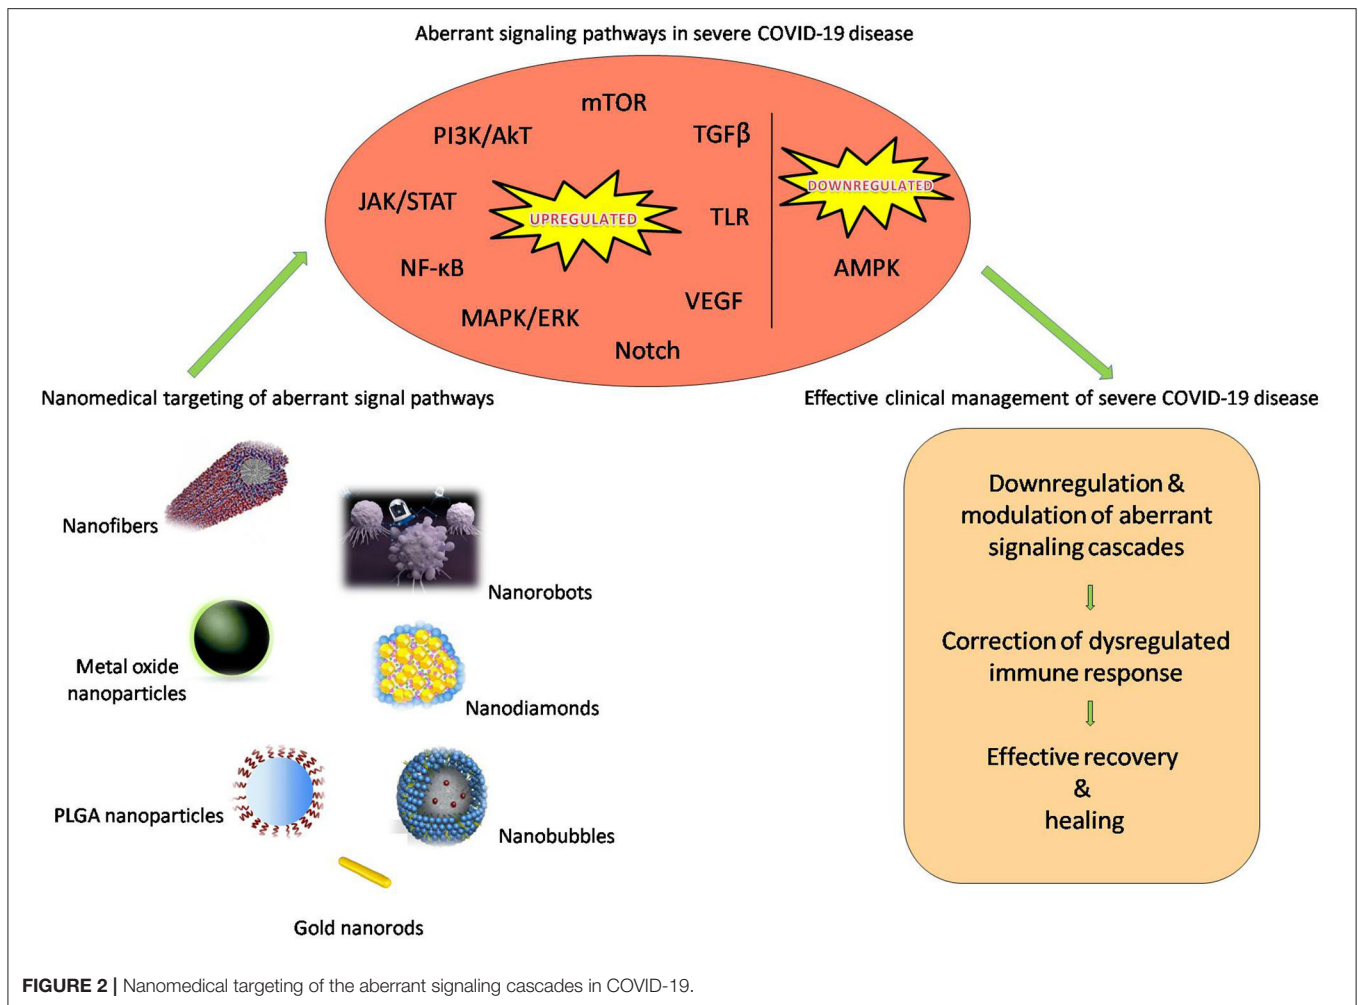 Aberrant signaling pathways in severe COVID-19 disease
mTOR
PI3K/AkT
TGFβ
JAK/STAT
UPREGULATED
TLR
DOWNREGULATED
NF-κB
AMPK
MAPK/ERK
VEGF
Notch
Nanomedical targeting of aberrant signal pathways
Nanofibers
Nanorobots
Metal oxide
nanoparticles
Nanodiamonds
PLGA nanoparticles
Nanobubbles
Gold nanorods
Effective clinical management of severe COVID-19 disease
Downregulation &
modulation of aberrant
signaling cascades
Correction of dysregulated
immune response
Effective recovery
&
healing
FIGURE 2 | Nanomedical targeting of the aberrant signaling cascades in COVID-19.